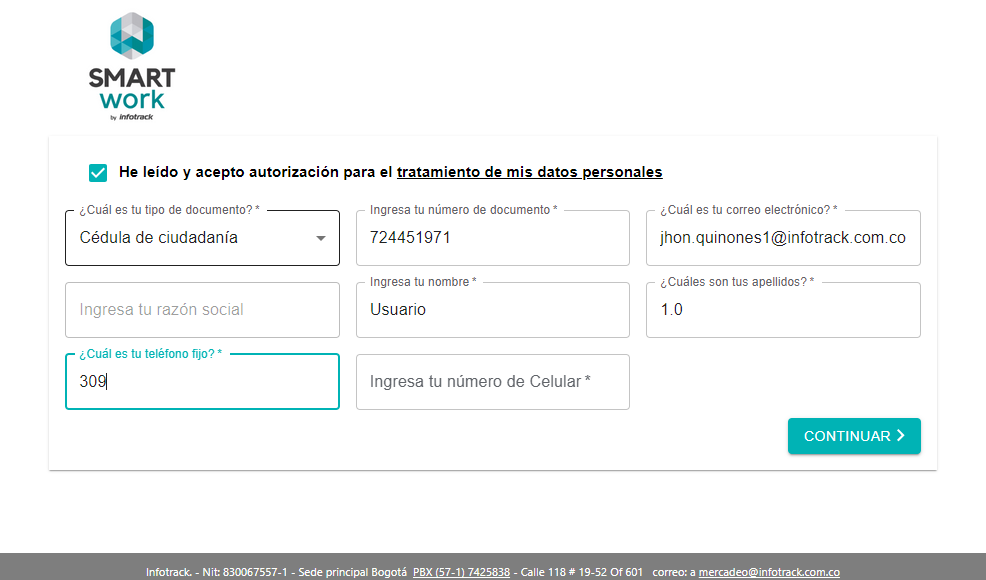 SMART
work
by infotrack
He leído y acepto autorización para el tratamiento de mis datos personales
¿Cuál es tu tipo de documento? *
Cédula de ciudadanía
Ingresa tu número de documento *
724451971
¿Cuál es tu correo electrónico? *
jhon.quinones1@infotrack.com.co
Ingresa tu razón social
Ingresa tu nombre *
Usuario
¿Cuáles son tus apellidos? *
1.0
¿Cuál es tu teléfono fijo? *
309
Ingresa tu número de Celular *
CONTINUAR
Infotrack. - Nit: 830067557-1 - Sede principal Bogotá PBX (57-1) 7425838 - Calle 118 # 19-52 Of 601 correo: a mercadeo@infotrack.com.co